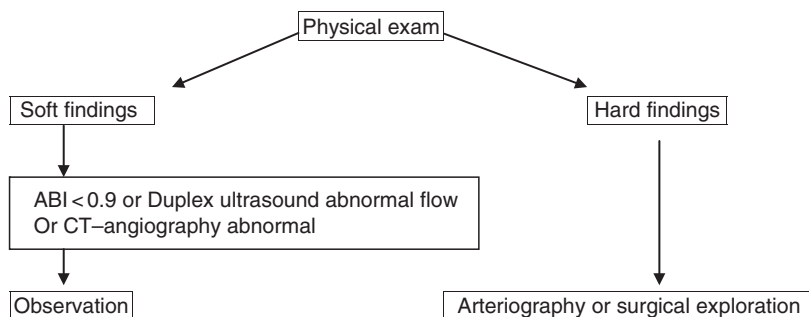 Physical exam
Soft findings
Hard findings
ABI < 0.9 or Duplex ultrasound abnormal flow
Or CT–angiography abnormal
Observation
Arteriography or surgical exploration